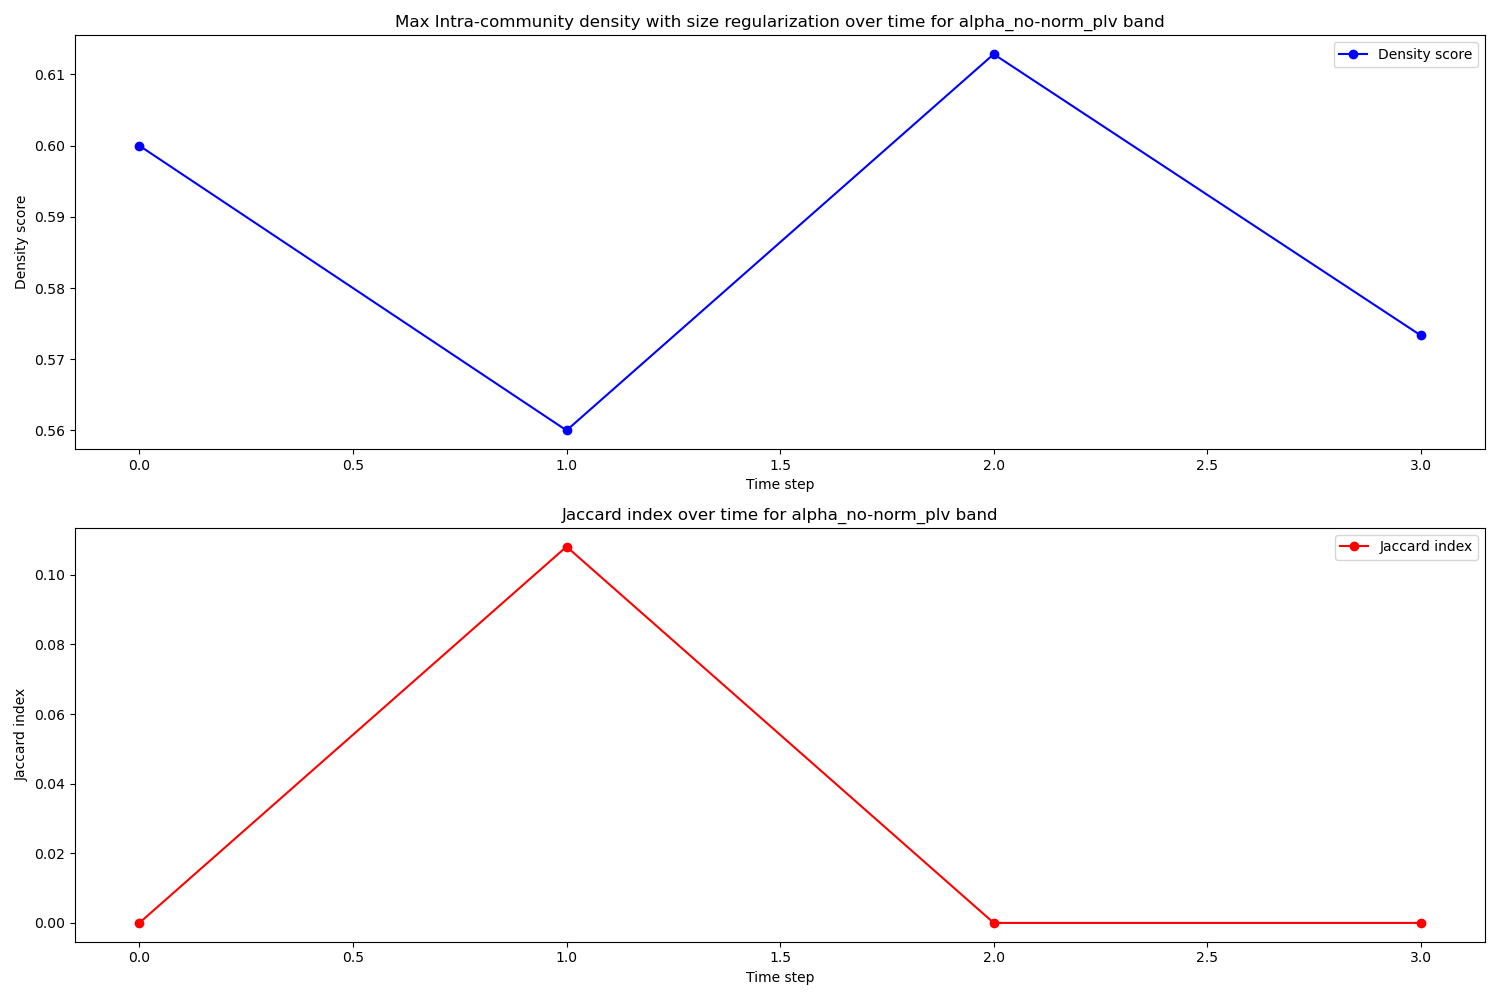 Max Intra-community density with size regularization over time for alpha_no-norm_plv band
Density score
0.61
0.60
0.59
0.58
0.57
0.56
Density score
0.0 0.5 1.0 1.5 2.0 2.5 3.0
Time step
Jaccard index over time for alpha_no-norm_plv band
Jaccard index
0.10
0.08
0.06
0.04
0.02
0.00
Jaccard index
0.0 0.5 1.0 1.5 2.0 2.5 3.0
Time step